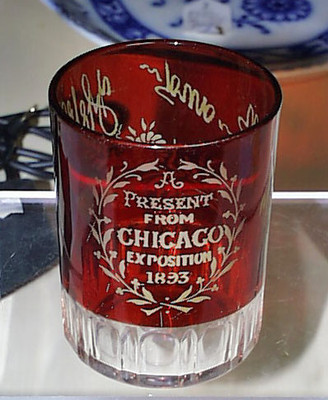 A
PRESENT
FROM
CHICAGO
EXPOSITION
1893